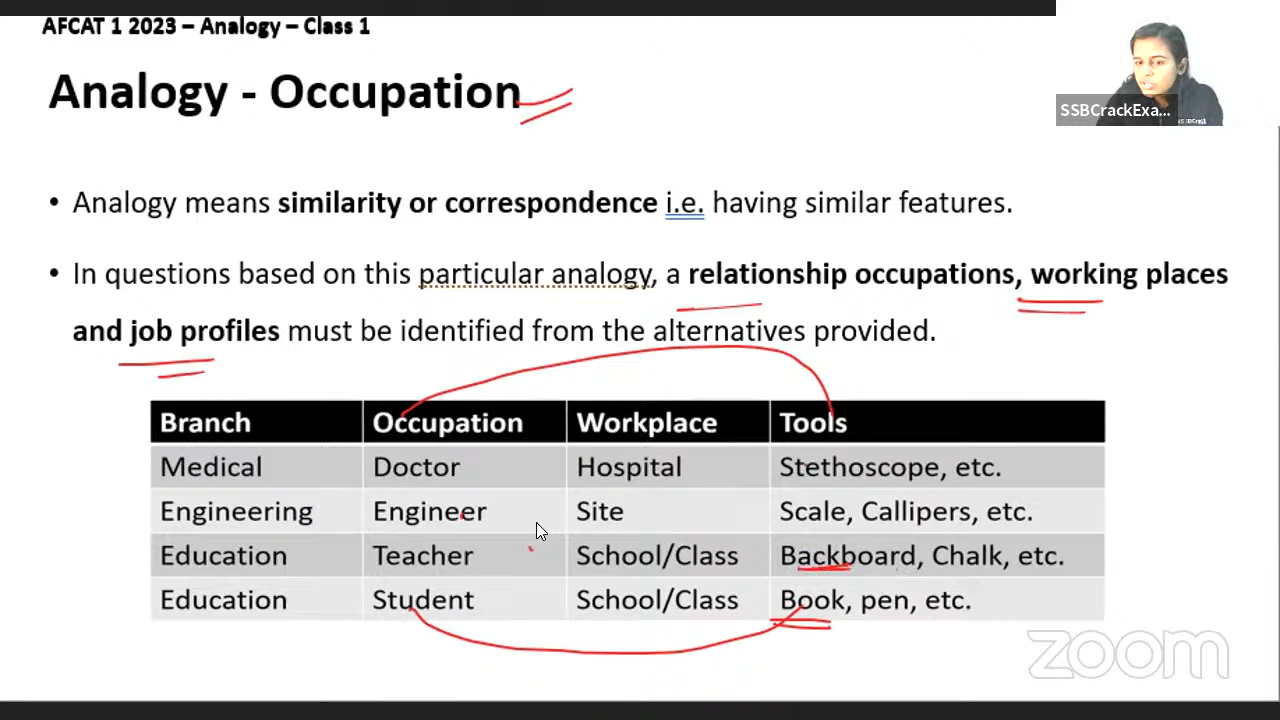 AFCAT 1 2023 – Analogy – Class 1
Analogy - Occupation
SSBCrackExa...
• Analogy means similarity or correspondence i.e. having similar features.
• In questions based on this particular analogy, a relationship occupations, working places
and job profiles must be identified from the alternatives provided.
Branch Occupation Workplace Tools
Medical Doctor Hospital Stethoscope, etc.
Engineering Engineer Site Scale, Callipers, etc.
Education Teacher School/Class Backboard, Chalk, etc.
Education Student School/Class Book, pen, etc.
zoom